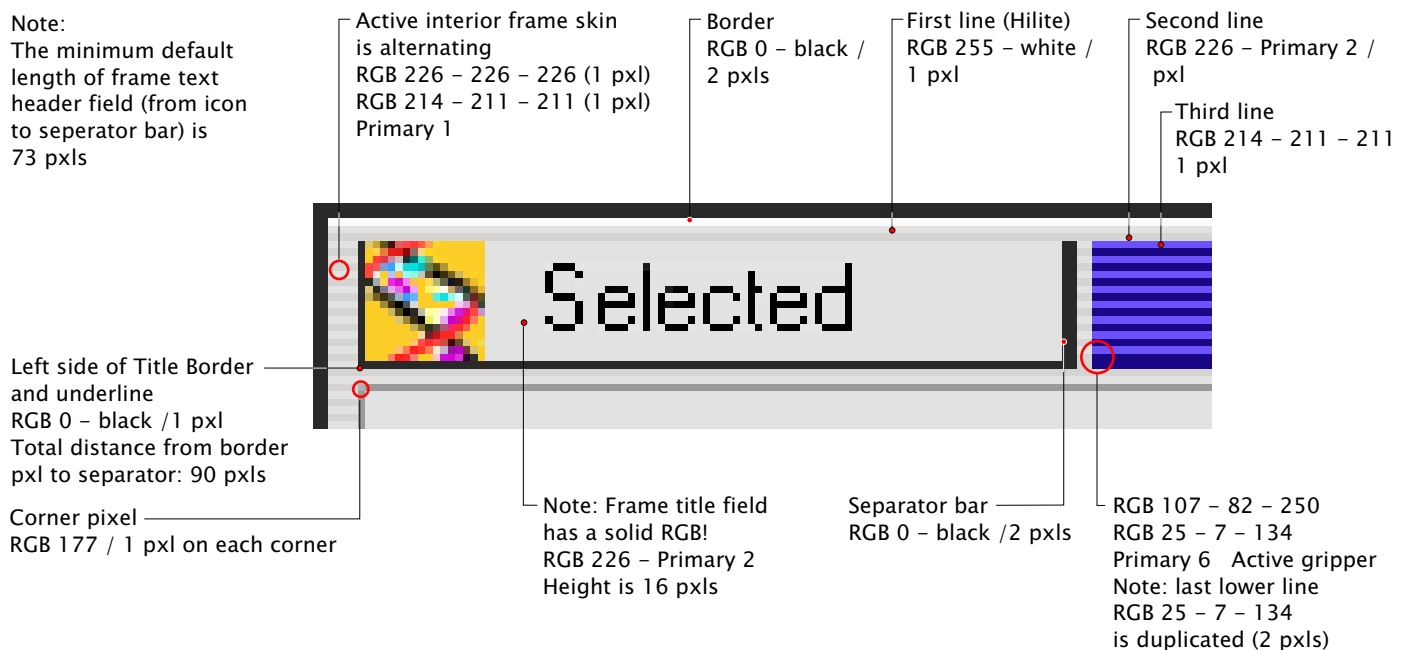 Note:
The minimum default
length of frame text
header field (from icon
to seperator bar) is
73 pxls
Active interior frame skin
is alternating
RGB 226 – 226 – 226 (1 pxl)
RGB 214 – 211 – 211 (1 pxl)
Primary 1
Border
RGB 0 – black /
2 pxls
First line (Hilite)
RGB 255 – white /
1 pxl
Second line
RGB 226 – Primary 2 /
pxl
Third line
RGB 214 – 211 – 211
1 pxl
Selected
Left side of Title Border
and underline
RGB 0 – black /1 pxl
Total distance from border
pxl to separator: 90 pxls
Corner pixel
RGB 177 / 1 pxl on each corner
Note: Frame title field
has a solid RGB!
RGB 226 – Primary 2
Height is 16 pxls
Separator bar
RGB 0 – black /2 pxls
RGB 107 – 82 – 250
RGB 25 – 7 – 134
Primary 6 Active gripper
Note: last lower line
RGB 25 – 7 – 134
is duplicated (2 pxls)